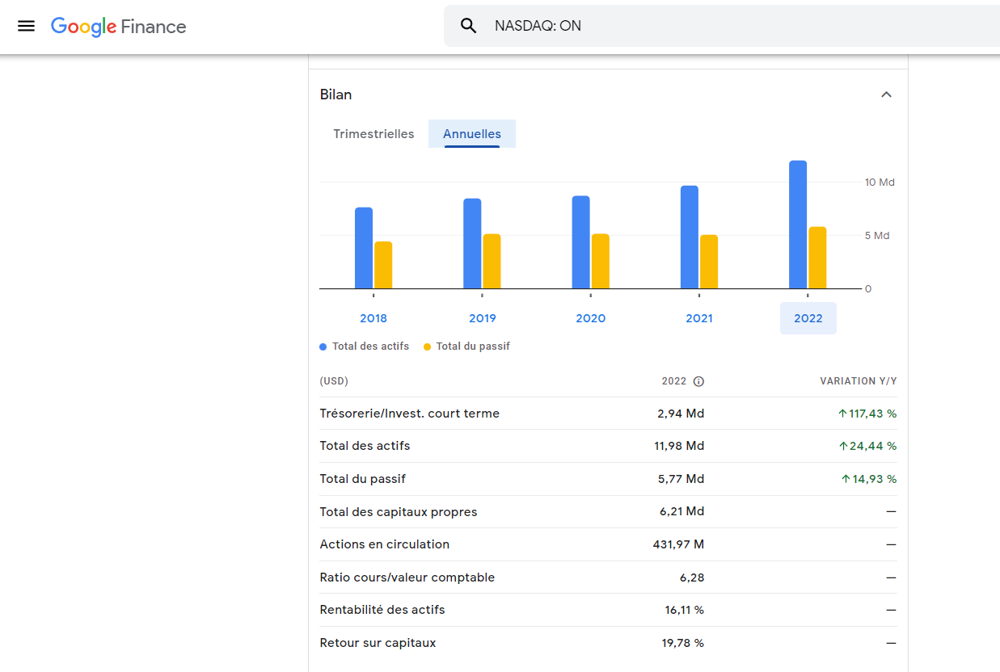 Google Finance
NASDAQ: ON
Bilan
Trimestrielles Annuelles
10 Md
5 Md
0
2018 2019 2020 2021 2022
Total des actifs Total du passif
(USD) 2022 VARIATION Y/Y
Trésorerie/Invest. court terme 2,94 Md ↑117,43 %
Total des actifs 11,98 Md ↑24,44 %
Total du passif 5,77 Md ↑14,93 %
Total des capitaux propres 6,21 Md —
Actions en circulation 431,97 M —
Ratio cours/valeur comptable 6,28 —
Rentabilité des actifs 16,11 % —
Retour sur capitaux 19,78 % —